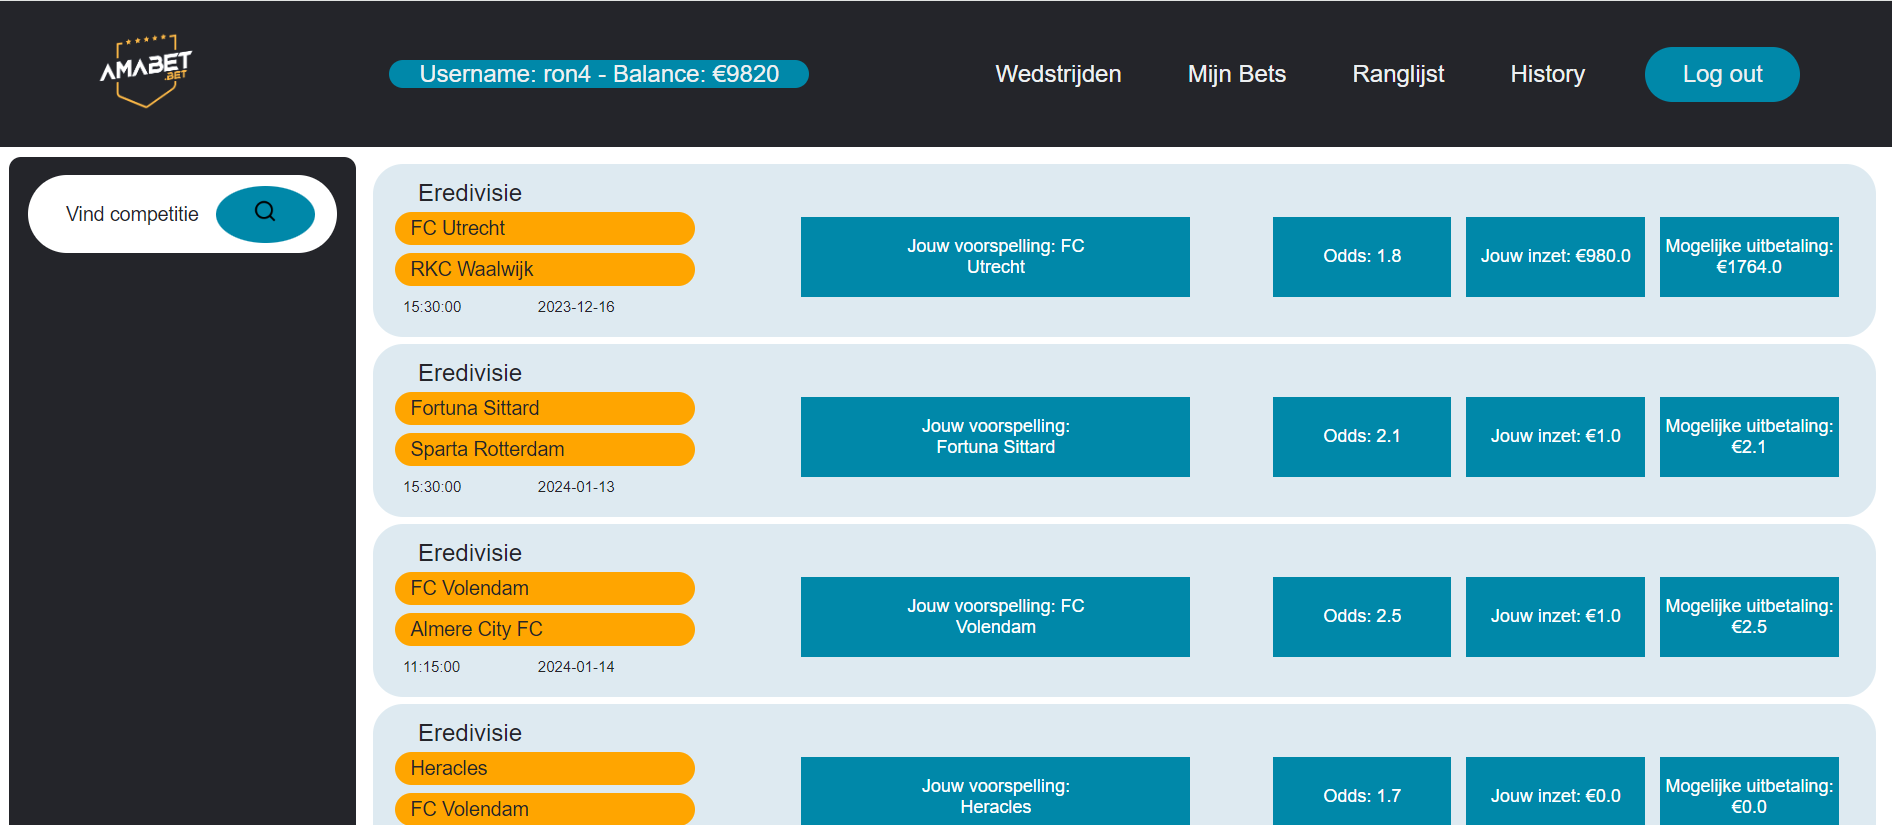 AMABET
.BET
Username: ron4 - Balance: €9820
Wedstrijden
Mijn Bets
Ranglijst
History
Log out
Vind competitie
Eredivisie
FC Utrecht
RKC Waalwijk
15:30:00
2023-12-16
Jouw voorspelling: FC
Utrecht
Odds: 1.8
Jouw inzet: €980.0
Mogelijke uitbetaling:
€1764.0
Eredivisie
Fortuna Sittard
Sparta Rotterdam
15:30:00
2024-01-13
Jouw voorspelling:
Fortuna Sittard
Odds: 2.1
Jouw inzet: €1.0
Mogelijke uitbetaling:
€2.1
Eredivisie
FC Volendam
Almere City FC
11:15:00
2024-01-14
Jouw voorspelling: FC
Volendam
Odds: 2.5
Jouw inzet: €1.0
Mogelijke uitbetaling:
€2.5
Eredivisie
Heracles
FC Volendam
Jouw voorspelling:
Heracles
Odds: 1.7
Jouw inzet: €0.0
Mogelijke uitbetaling:
€0.0